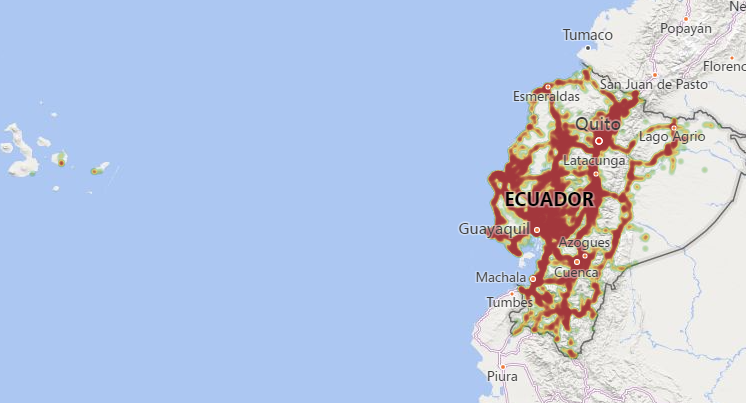 Né
Popayán
Tumaco
Florenc
San Juan de Pasto
Esmeraldas
Quito
Lago Agrio
Latacunga
ECUADOR
Guayaquil
Azogues
Cuenca
Machala
Tumbes
Piura